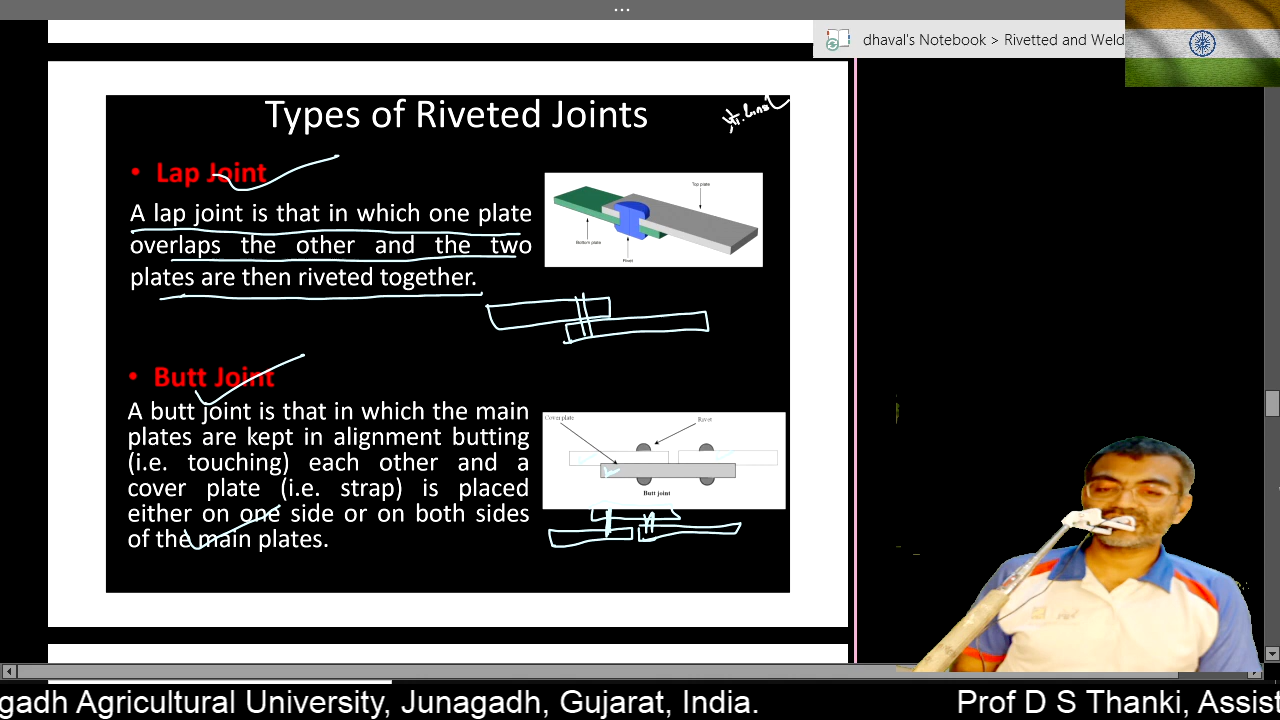 dhaval's Notebook > Rivetted and Weld
Types of Riveted Joints
• Lap Joint
A lap joint is that in which one plate
overlaps the other and the two
plates are then riveted together.
Top plate
Bottom plate
Rivet
• Butt Joint
A butt joint is that in which the main
plates are kept in alignment butting
(i.e. touching) each other and a
cover plate (i.e. strap) is placed
either on one side or on both sides
of the main plates.
Cover plate
Rivet
Butt joint
gadh Agricultural University, Junagadh, Gujarat, India.
Prof D S Thanki, Assist